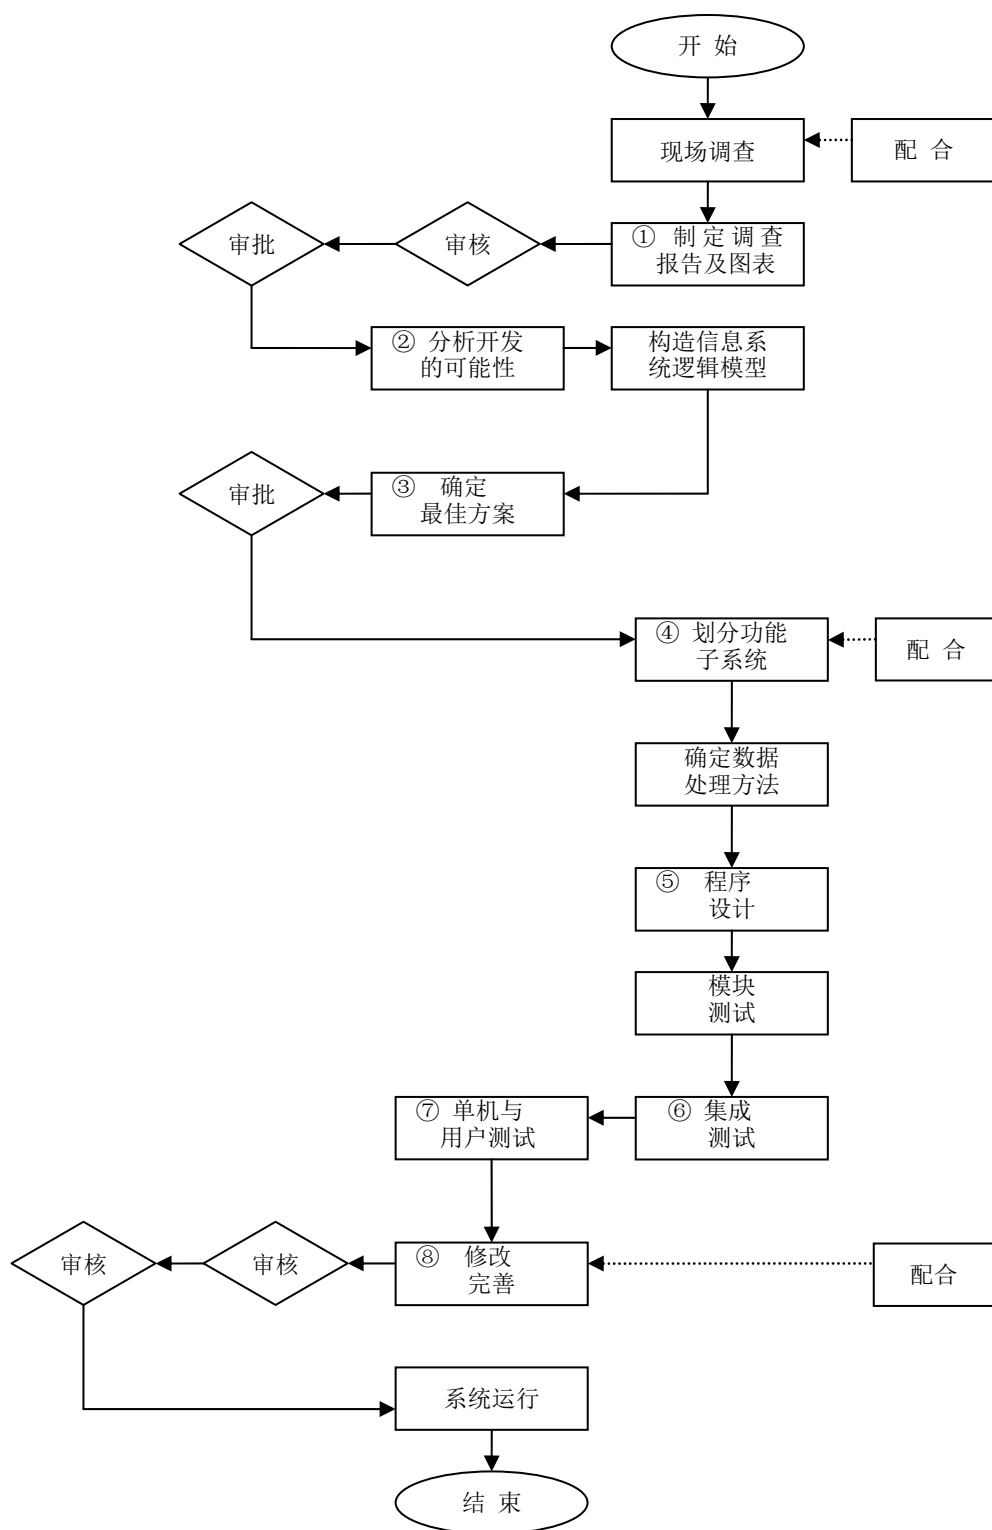 开 始
现场调查
配 合
审批
审核
① 制定调查
报告及图表
② 分析开发
的可能性
构造信息系
统逻辑模型
审批
③ 确定
最佳方案
④ 划分功能
子系统
配 合
确定数据
处理方法
⑤ 程序
设计
模块
测试
⑦ 单机与
用户测试
⑥ 集成
测试
审核
审核
⑧ 修改
完善
配合
系统运行
结 束